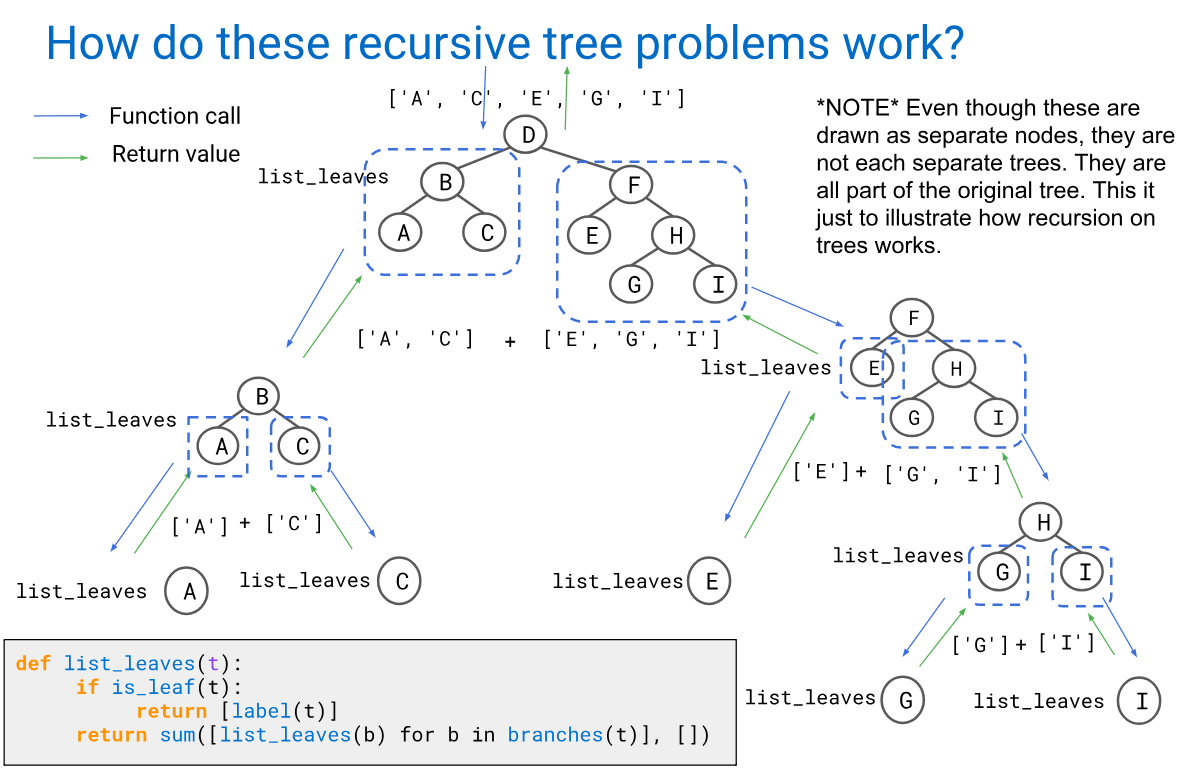 How do these recursive tree problems work?
Function call
Return value
['A', 'C', 'E', 'G', 'I']
*NOTE* Even though these are
drawn as separate nodes, they are
not each separate trees. They are
all part of the original tree. This it
just to illustrate how recursion on
trees works.
D
list_leaves
B
F
A
C
E
H
G
I
['A', 'C'] + ['E', 'G', 'I']
F
list_leaves
E
H
G
I
B
list_leaves
A
C
['E']+ ['G', 'I']
['A'] + ['C']
H
list_leaves
G
I
list_leaves
A
list_leaves
C
list_leaves
E
['G'] + ['I']
list_leaves
G
list_leaves
I
def list_leaves(t):
if is_leaf(t):
return [label(t)]
return sum([list_leaves(b) for b in branches(t)], [])